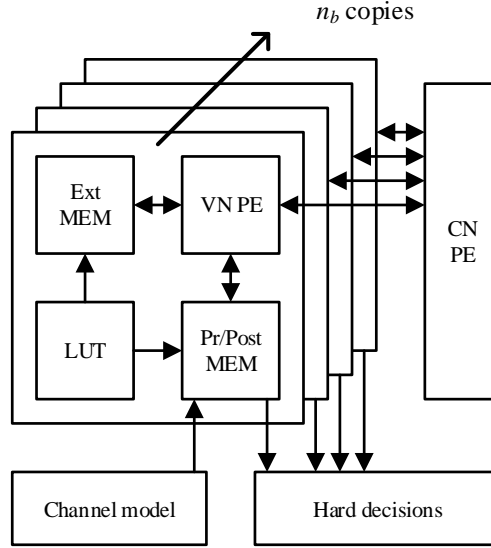 n_b copies
Ext
MEM
VN PE
CN
PE
LUT
Pr/Post
MEM
Channel model
Hard decisions